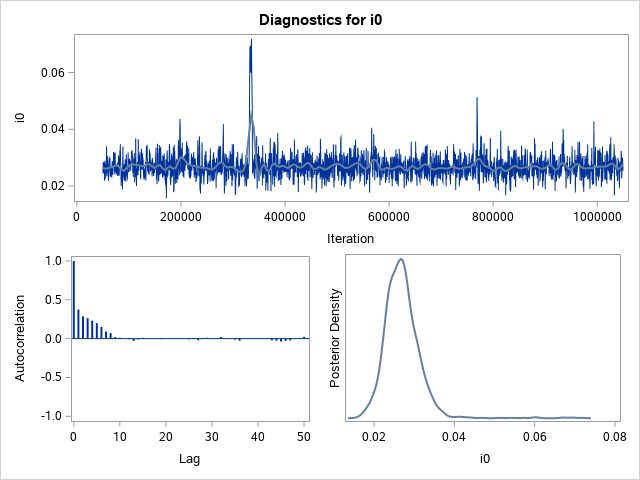 Diagnostics for i0
0.06
0.04
0.02
i0
0 200000 400000 600000 800000 1000000
Iteration
1.0
0.5
0.0
-0.5
-1.0
Autocorrelation
0 10 20 30 40 50
Lag
Posterior Density
0.02 0.04 0.06 0.08
i0